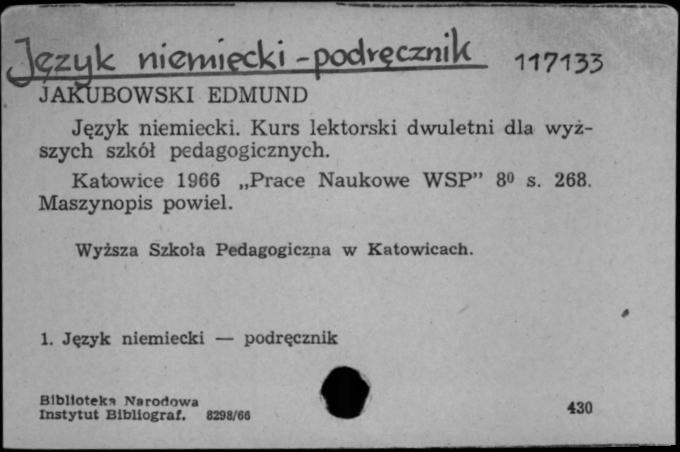 Język niemiecki - podręcznik 117133
JAKUBOWSKI EDMUND
Język niemiecki. Kurs lektorski dwuletni dla wyż-
szych szkół pedagogicznych.
Katowice 1966 „Prace Naukowe WSP” 8⁰ s. 268.
Maszynopis powiel.
Wyższa Szkoła Pedagogiczna w Katowicach.
1. Język niemiecki — podręcznik
Biblioteka Narodowa
Instytut Bibliograf. 8298/66
430